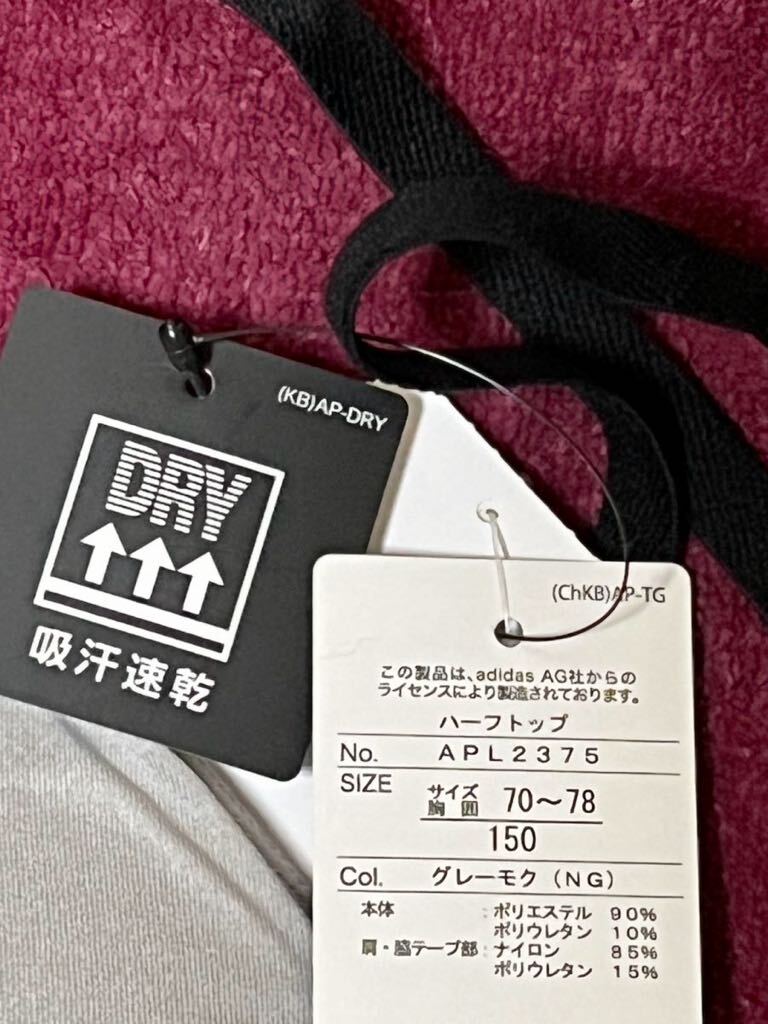 (KB)AP-DRY
DRY
吸汗速乾
(ChKB)AP-TG
この製品は、adidas AG社からの
ライセンスにより製造されております。
ハーフトップ
No. APL2375
SIZE サイズ
胸囲 70～78
150
Col. グレーモク(NG)
本体 :ポリエステル 90%
ポリウレタン 10%
肩・脇テープ部:ナイロン 85%
ポリウレタン 15%